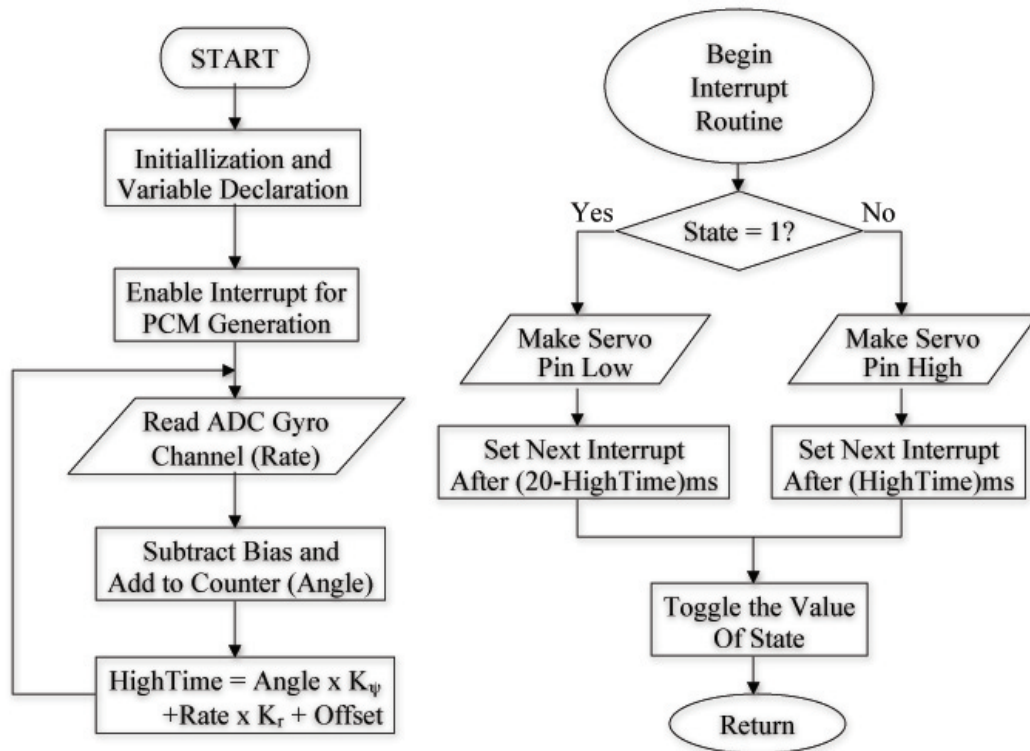 START
Initiallization and
Variable Declaration
Enable Interrupt for
PCM Generation
Read ADC Gyro
Channel (Rate)
Subtract Bias and
Add to Counter (Angle)
HighTime = Angle x Kψ
+Rate x Kr + Offset
Begin
Interrupt
Routine
Yes
State = 1?
No
Make Servo
Pin Low
Make Servo
Pin High
Set Next Interrupt
After (20-HighTime)ms
Set Next Interrupt
After (HighTime)ms
Toggle the Value
Of State
Return